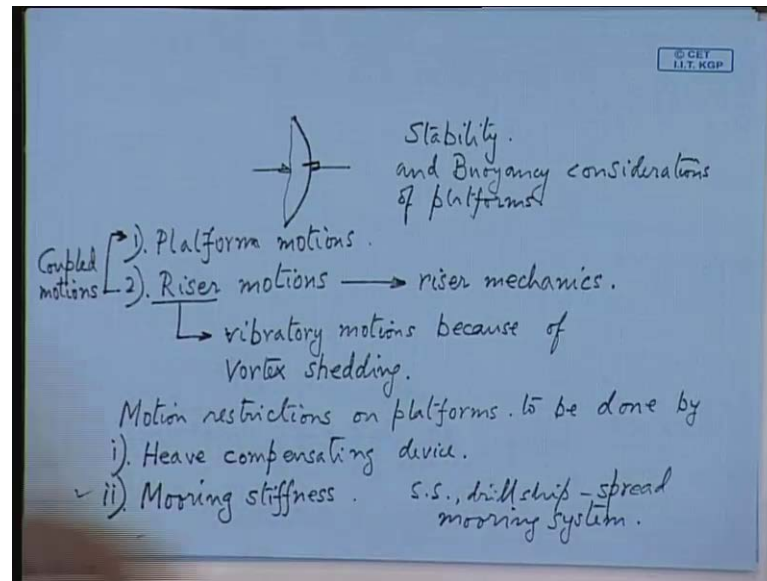 © CET
I.I.T. KGP
Stability.
and Buoyancy considerations
of platforms
Coupled motions
1). Platform motions.
2). Riser motions → riser mechanics.
↳ vibratory motions because of
Vortex shedding.
Motion restrictions on platforms. to be done by
i). Heave compensating device.
ii). Mooring stiffness. S.S., drillship - spread
mooring system.